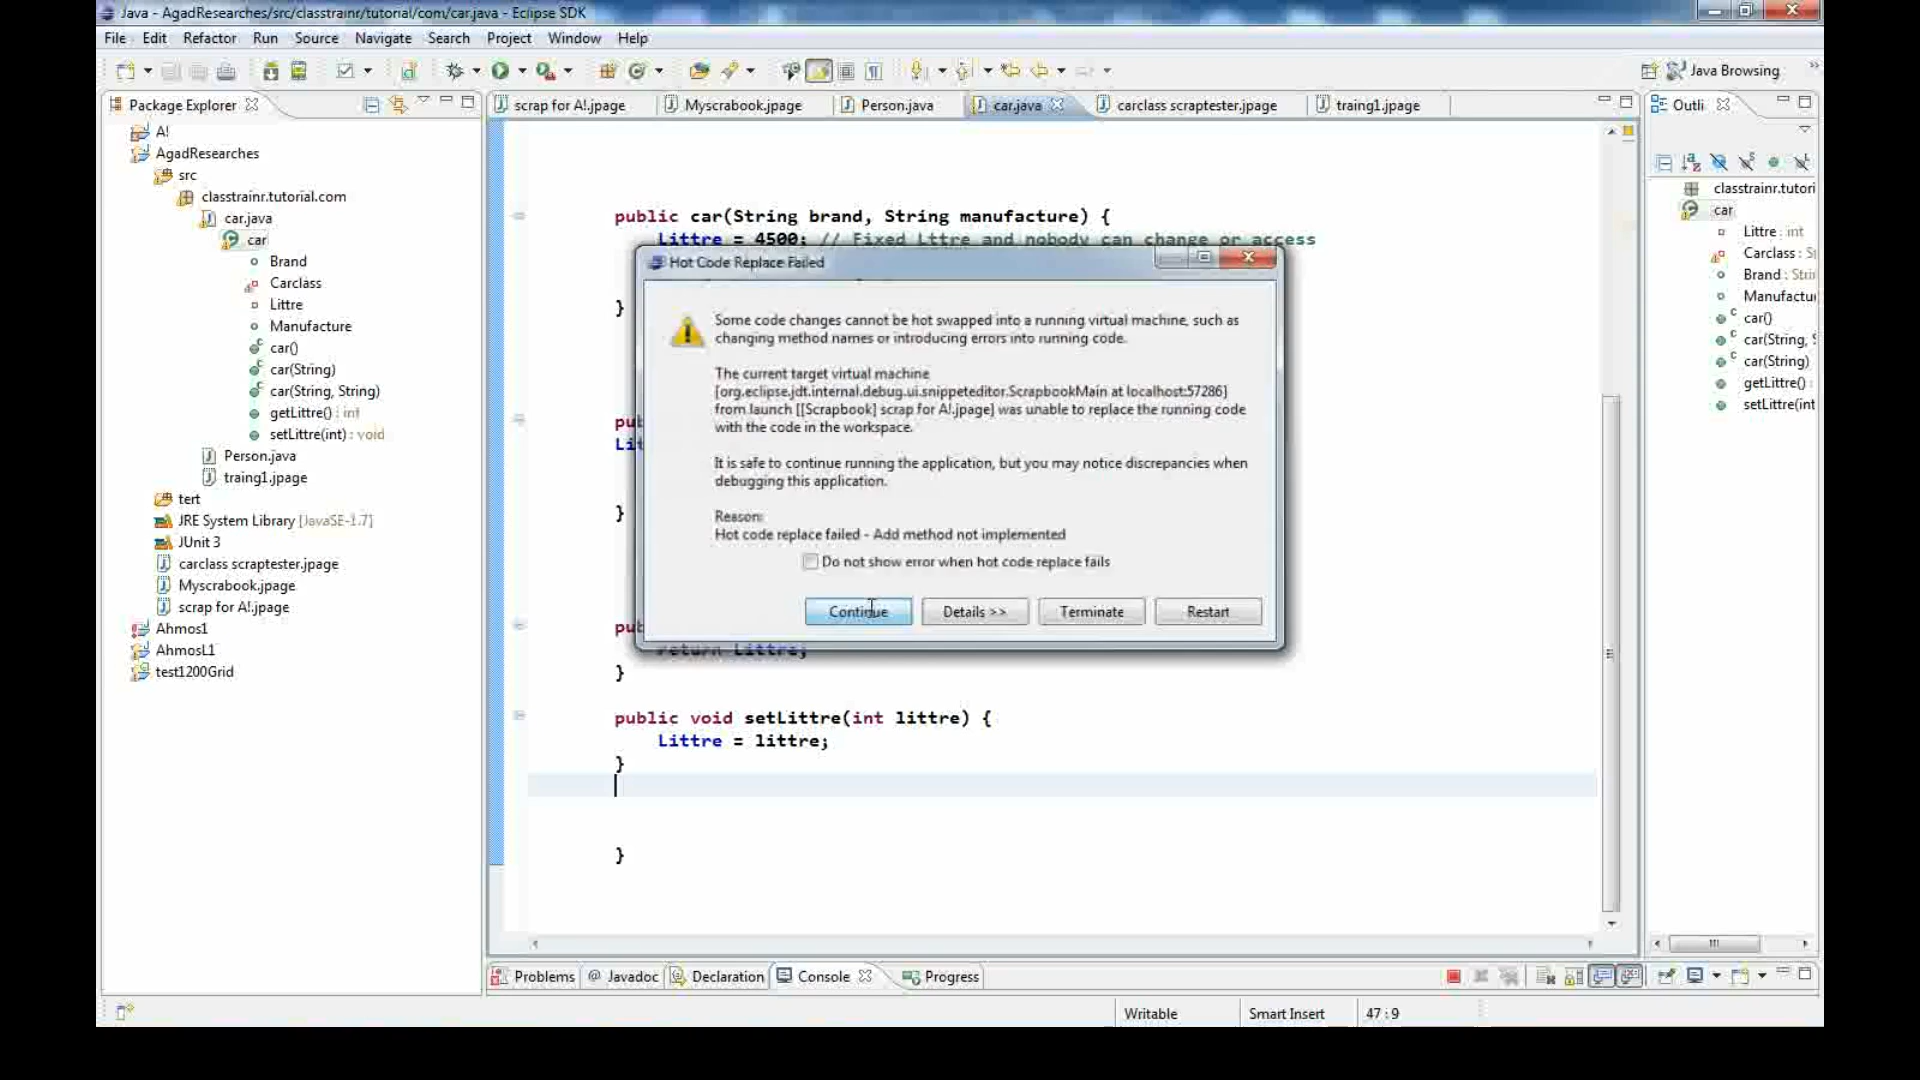 Java - AgadResearches/src/classtrainr/tutorial/com/car.java - Eclipse SDK
File Edit Refactor Run Source Navigate Search Project Window Help
Java Browsing
Package Explorer
scrap for A!.jpage
Myscrabook.jpage
Person.java
car.java
carclass scraptester.jpage
traing1.jpage
Outli
A!
AgadResearches
src
classtrainr.tutorial.com
car.java
car
Brand
Carclass
Littre
Manufacture
car()
car(String)
car(String, String)
getLittre() : int
setLittre(int) : void
Person.java
traing1.jpage
tert
JRE System Library [JavaSE-1.7]
JUnit 3
carclass scraptester.jpage
Myscrabook.jpage
scrap for A!.jpage
Ahmos1
AhmosL1
test1200Grid
public car(String brand, String manufacture) {
Littre = 4500; // Fixed Lttre and nobody can change or access
}
pu
Lit
}
pu
return Littre;
}
public void setLittre(int littre) {
Littre = littre;
}
}
Hot Code Replace Failed
Some code changes cannot be hot swapped into a running virtual machine, such as
changing method names or introducing errors into running code.
The current target virtual machine
[org.eclipse.jdt.internal.debug.ui.snippeteditor.ScrapbookMain at localhost:57286]
from launch [[Scrapbook] scrap for A!.jpage] was unable to replace the running code
with the code in the workspace.
It is safe to continue running the application, but you may notice discrepancies when
debugging this application.
Reason:
Hot code replace failed - Add method not implemented
Do not show error when hot code replace fails
Continue Details >> Terminate Restart
classtrainr.tutori
car
Littre : int
Carclass : S
Brand : Stri
Manufactu
car()
car(String, S
car(String)
getLittre() :
setLittre(int
Problems Javadoc Declaration Console Progress
Writable Smart Insert 47 : 9